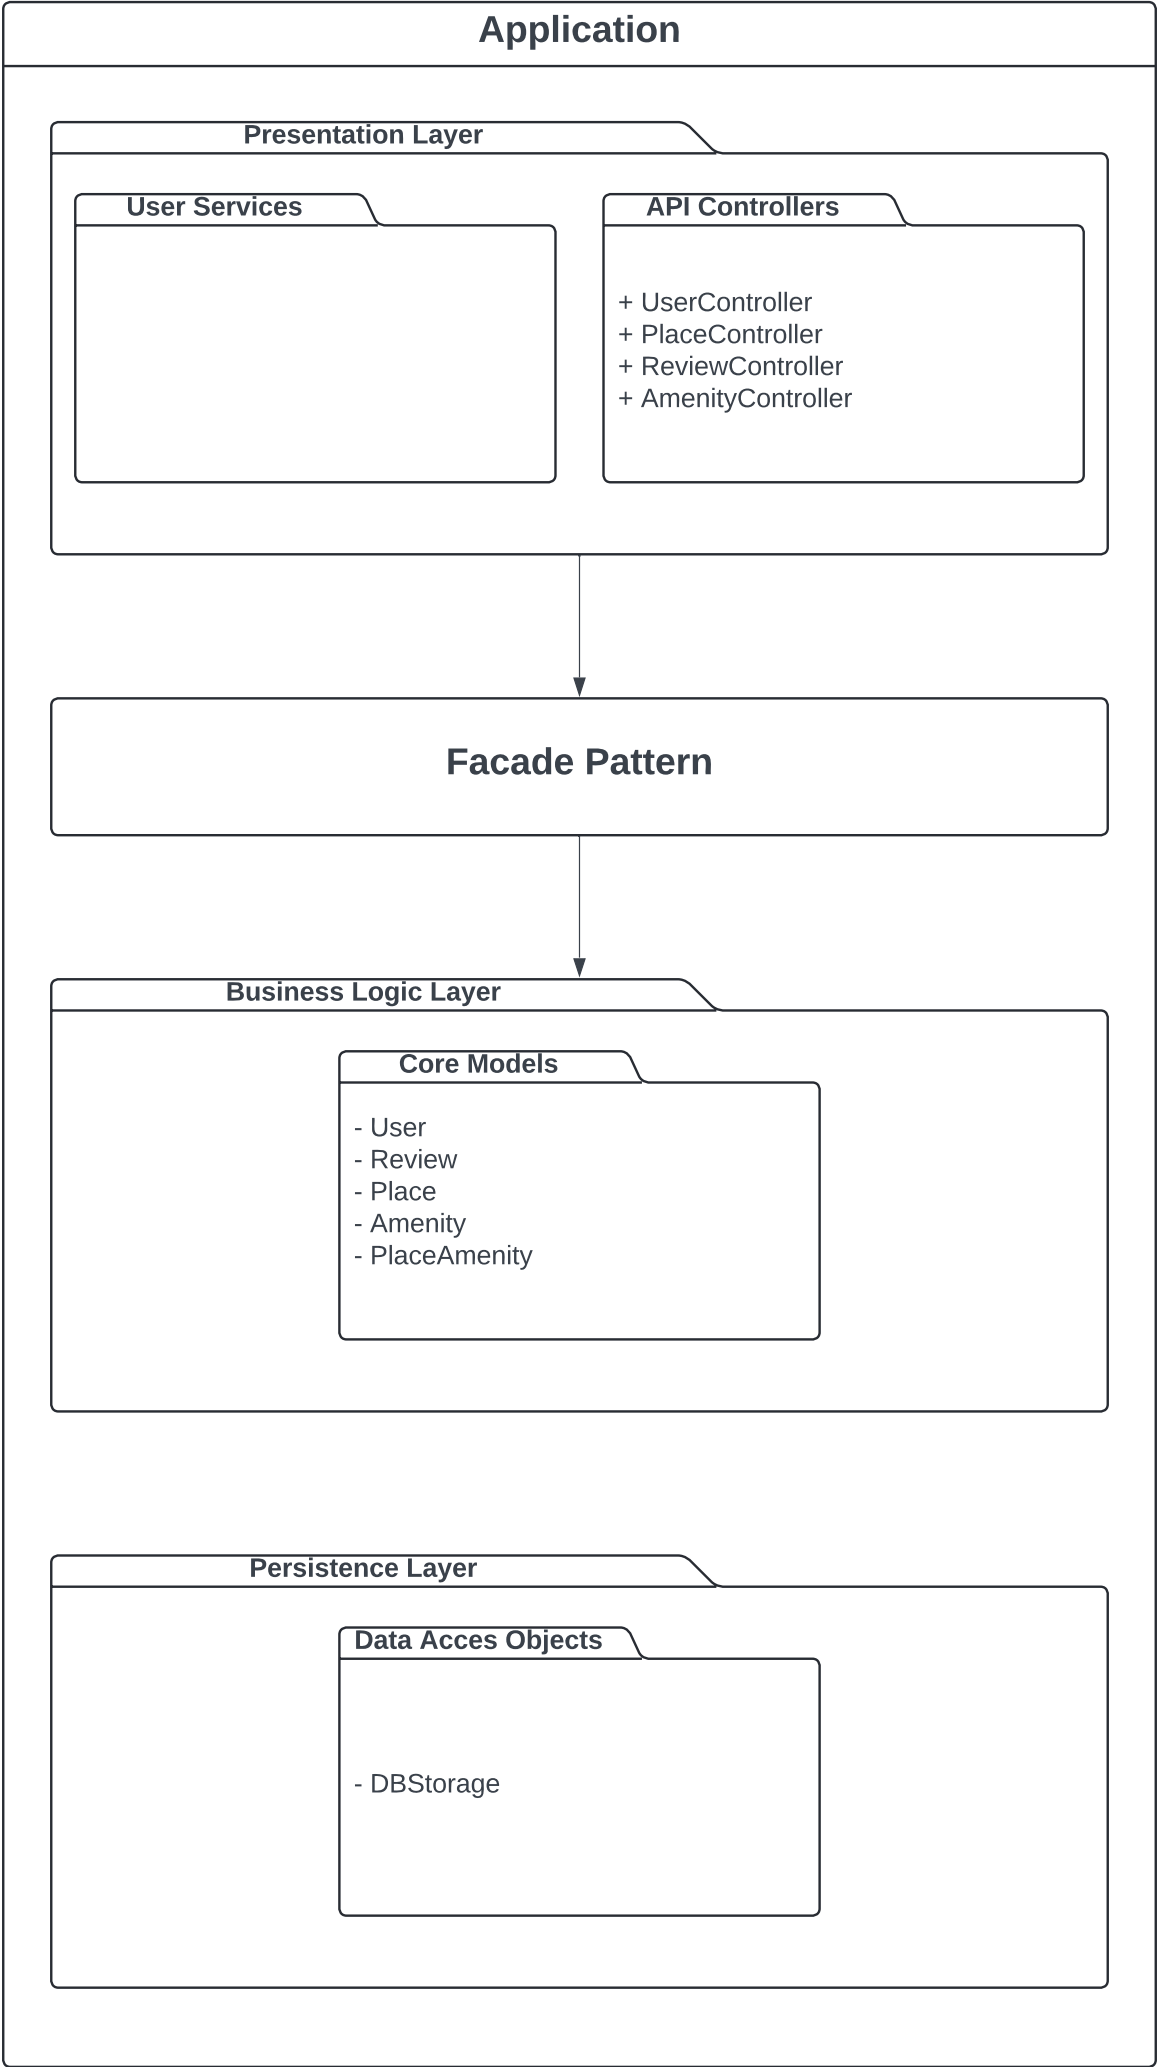 Application
Presentation Layer
User Services
API Controllers
+ UserController
+ PlaceController
+ ReviewController
+ AmenityController
Facade Pattern
Business Logic Layer
Core Models
- User
- Review
- Place
- Amenity
- PlaceAmenity
Persistence Layer
Data Acces Objects
- DBStorage